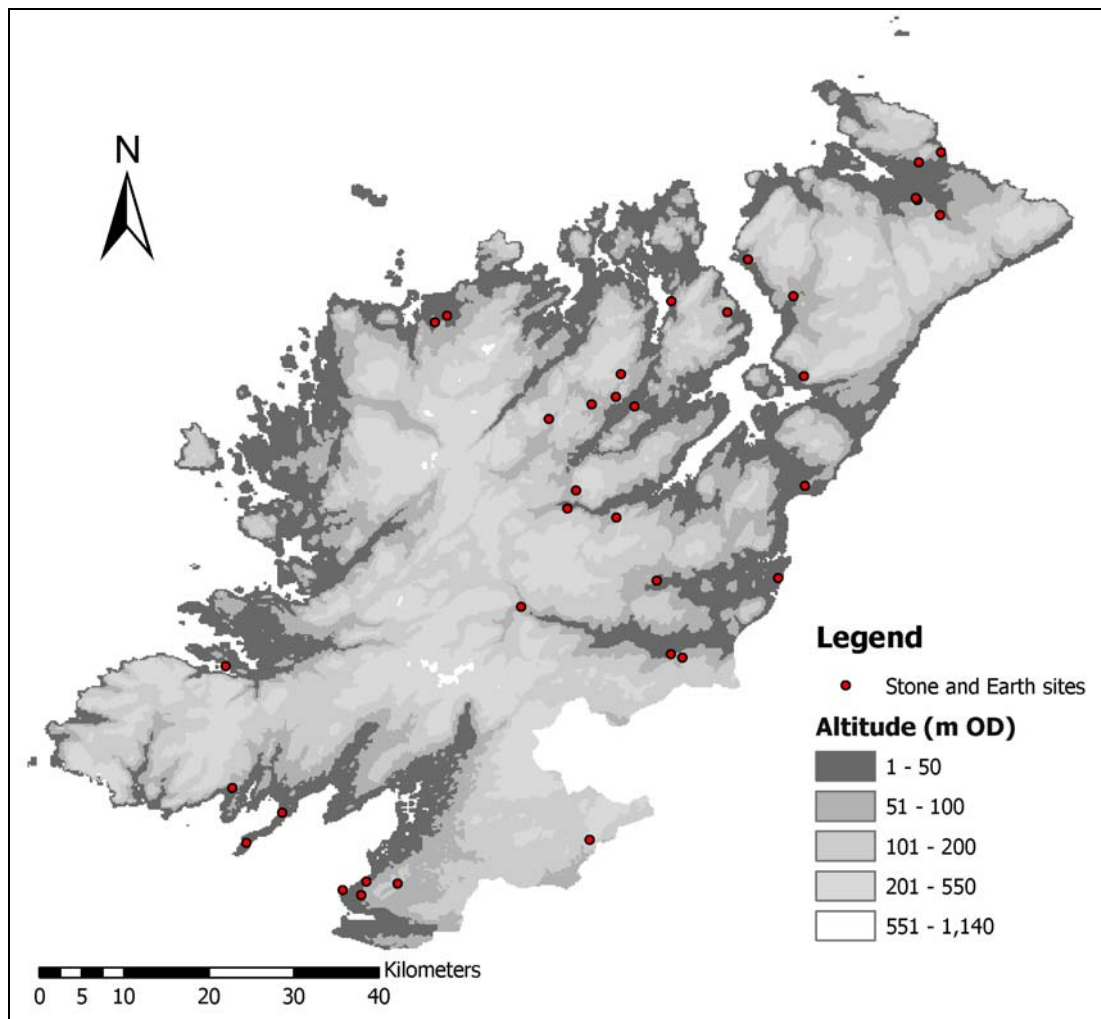 N
Legend
Stone and Earth sites
Altitude (m OD)
1 - 50
51 - 100
101 - 200
201 - 550
551 - 1,140
Kilometers
0 5 10 20 30 40